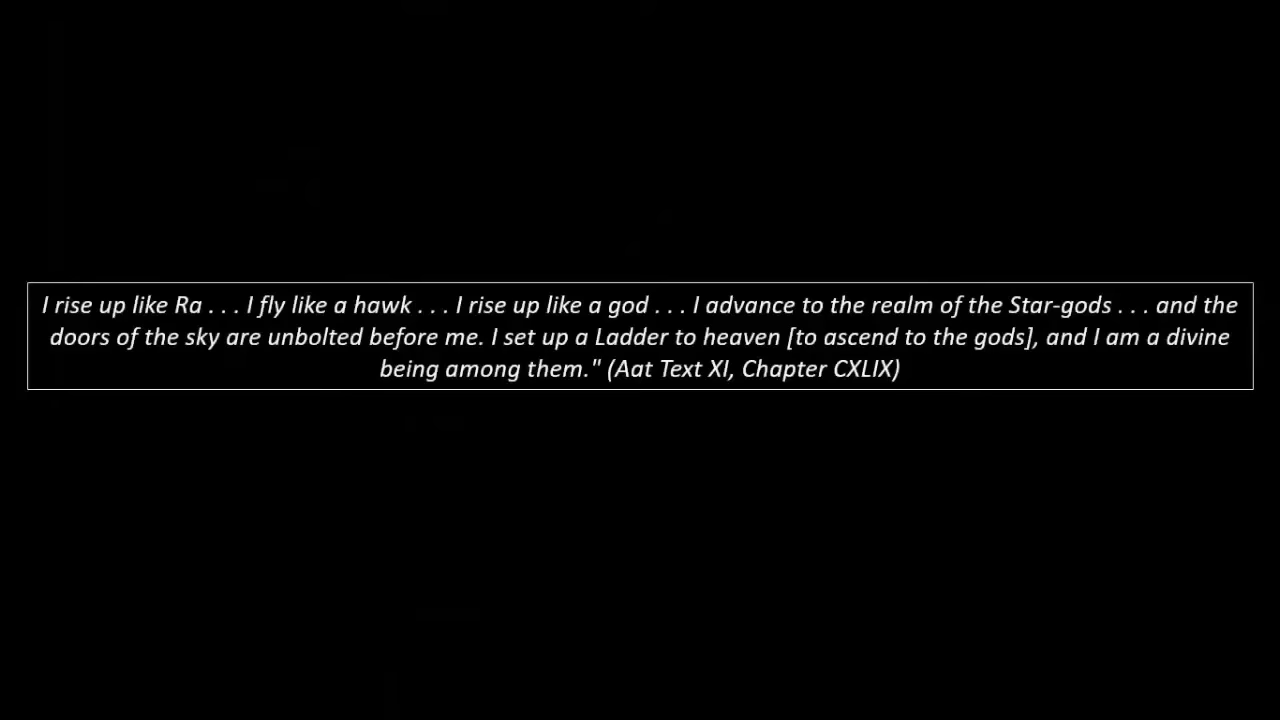 I rise up like Ra . . . I fly like a hawk . . . I rise up like a god . . . I advance to the realm of the Star-gods . . . and the
doors of the sky are unbolted before me. I set up a Ladder to heaven [to ascend to the gods], and I am a divine
being among them." (Aat Text XI, Chapter CXLIX)